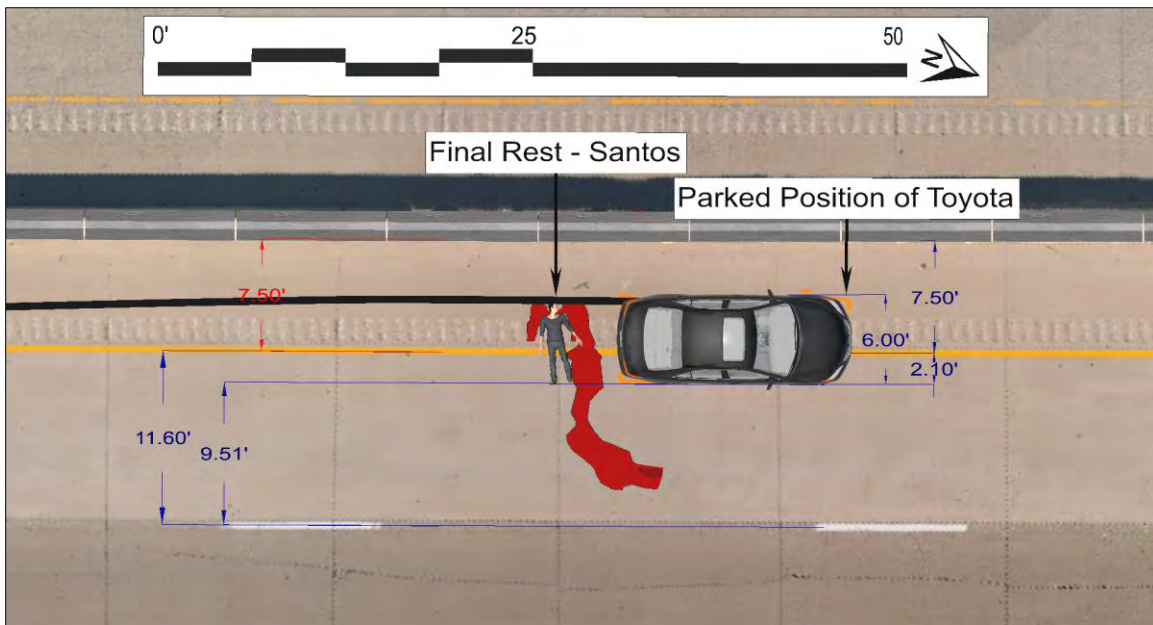 0' 25 50 N
Final Rest - Santos
Parked Position of Toyota
7.50'
7.50'
6.00'
2.10'
11.60'
9.51'